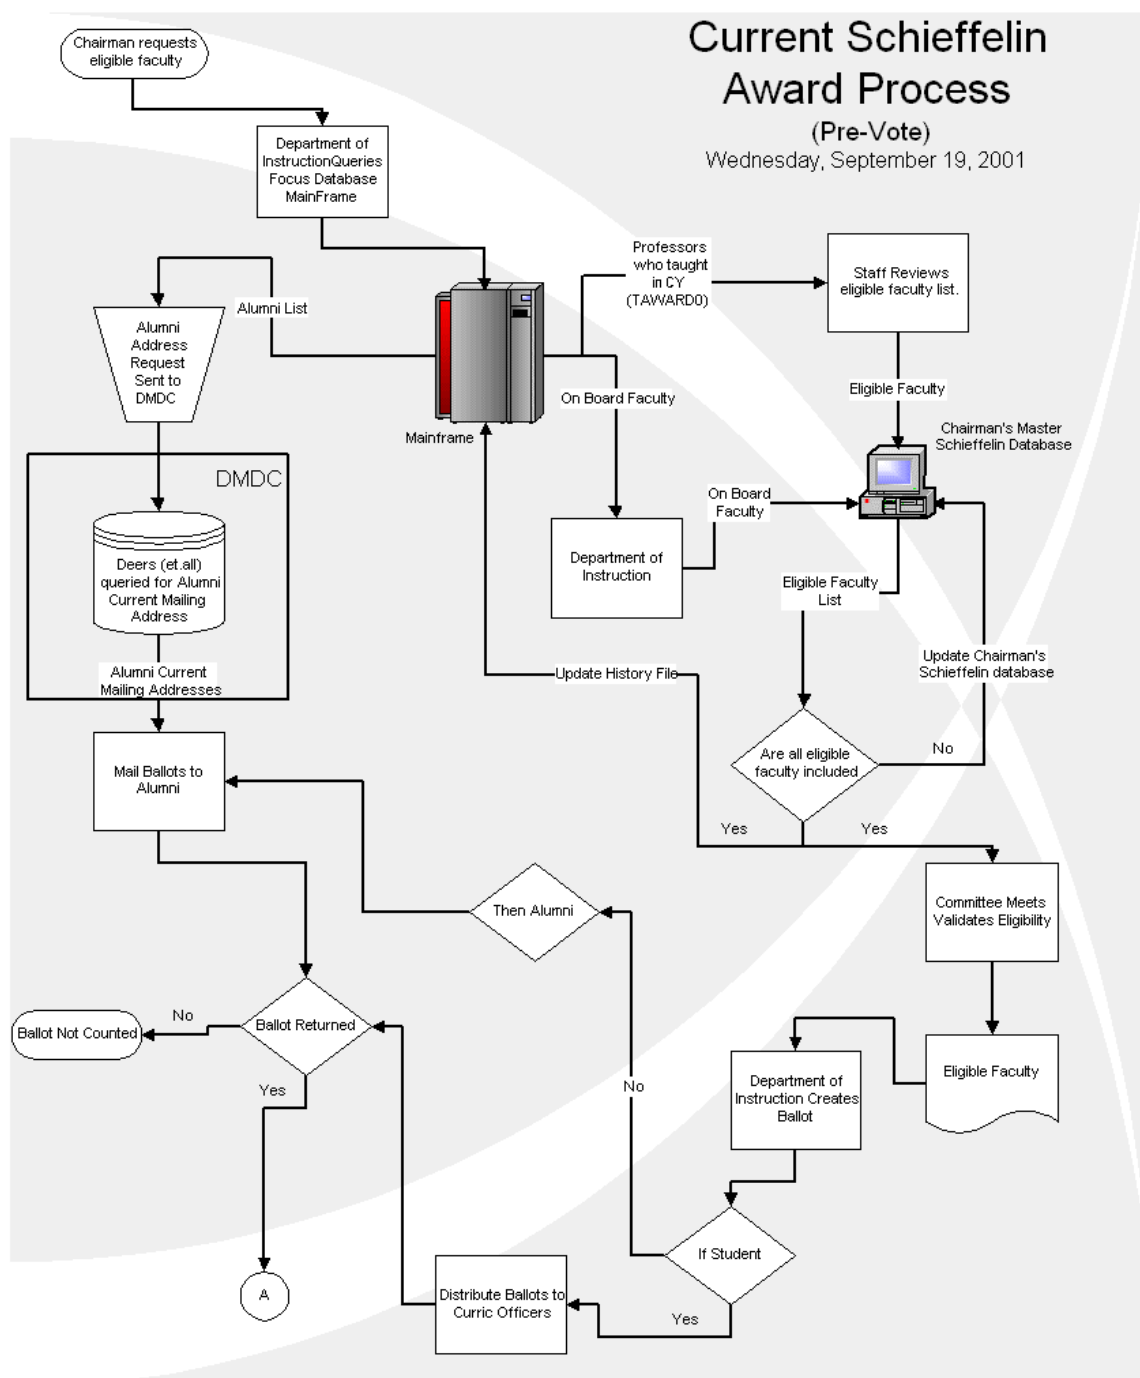 Current Schieffelin
Award Process
(Pre-Vote)
Wednesday, September 19, 2001
Chairman requests
eligible faculty
Department of
InstructionQueries
Focus Database
MainFrame
Professors
who taught
in CY
(TAWARD0)
Staff Reviews
eligible faculty list.
Alumni List
Alumni
Address
Request
Sent to
DMDC
On Board Faculty
Eligible Faculty
Mainframe
Chairman's Master
Schieffelin Database
DMDC
On Board
Faculty
Deers (et.all)
queried for Alumni
Current Mailing
Address
Department of
Instruction
Eligible Faculty
List
Alumni Current
Mailing Addresses
Update History File
Update Chairman's
Schieffelin database
Mail Ballots to
Alumni
Are all eligible
faculty included
No
Yes
Yes
Then Alumni
Committee Meets
Validates Eligibility
Ballot Not Counted
No
Ballot Returned
Yes
No
Department of
Instruction Creates
Ballot
Eligible Faculty
If Student
A
Distribute Ballots to
Curric Officers
Yes